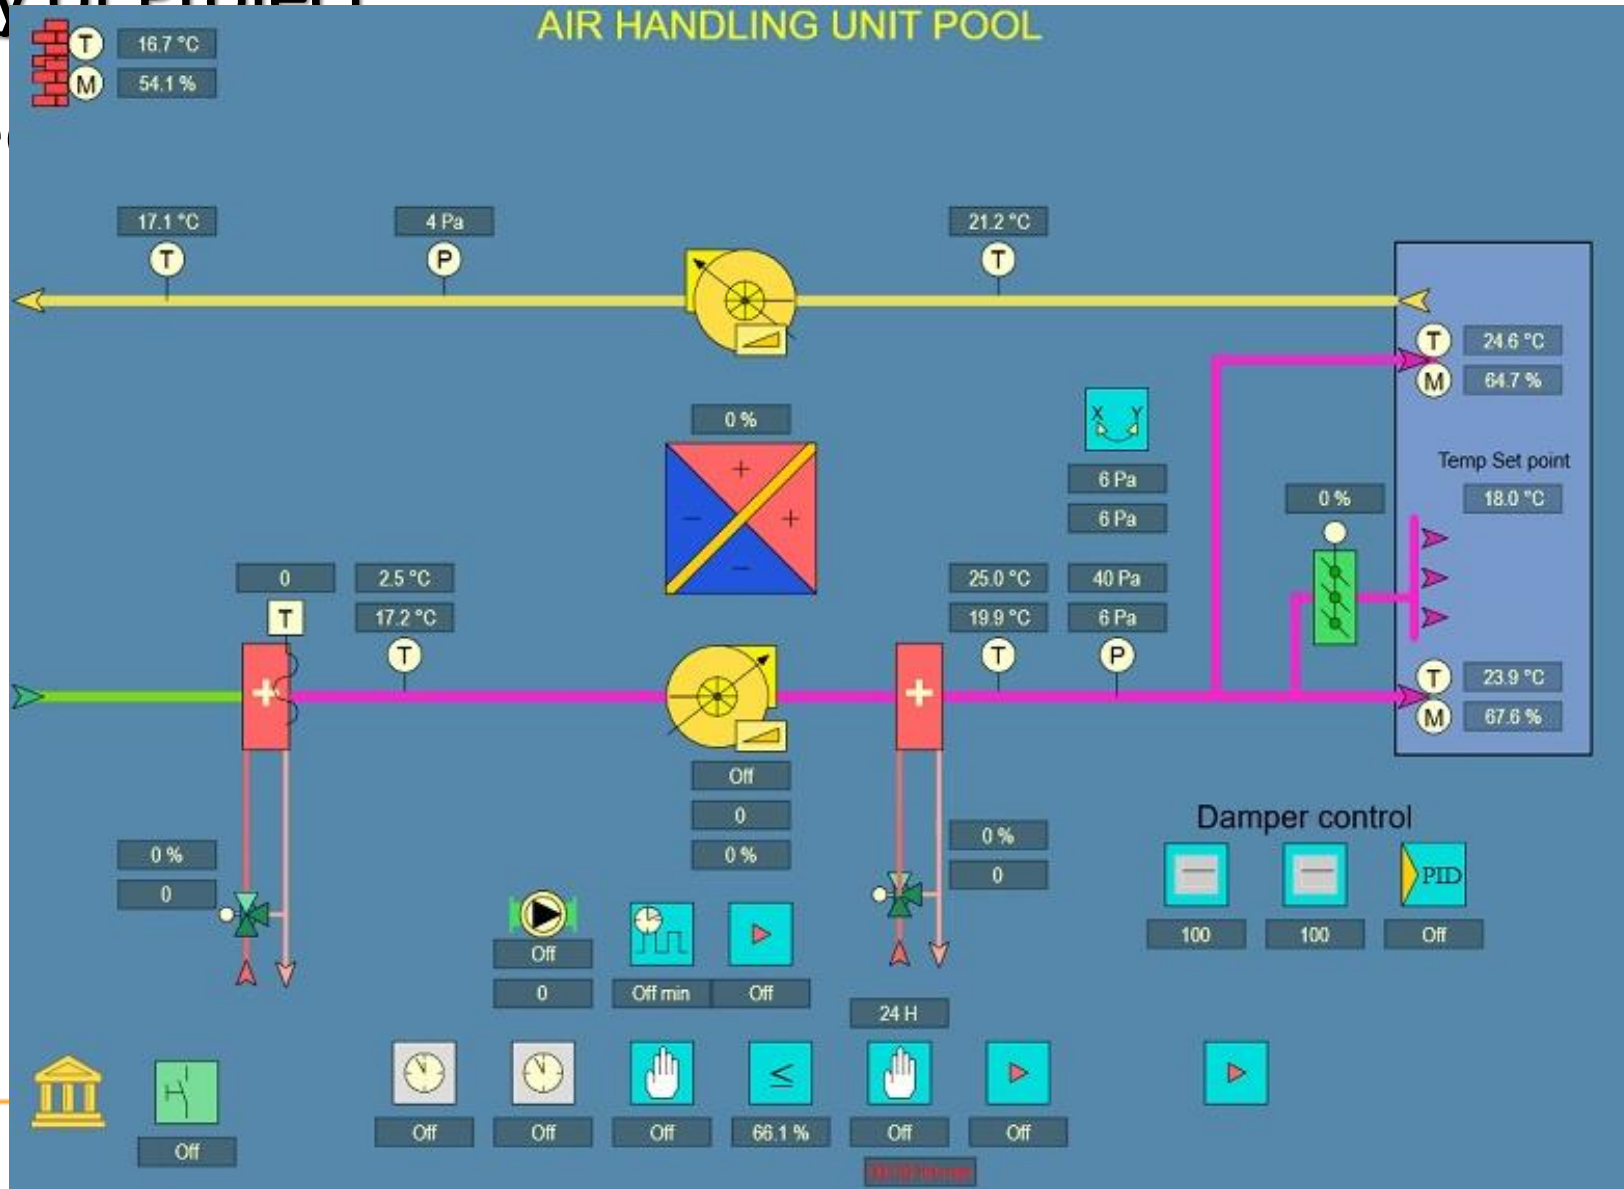 AIR HANDLING UNIT POOL
T 16.7 °C
M 54.1 %
17.1 °C 4 Pa 21.2 °C
T P T
T 24.6 °C
M 64.7 %
0 %
X Y
+
- +
-
6 Pa
6 Pa
Temp Set point
0 % 18.0 °C
0 2.5 °C 25.0 °C 40 Pa
T 17.2 °C 19.9 °C 6 Pa
T T P
+ +
T 23.9 °C
M 67.6 %
Off
0
0 %
0 %
0
0 %
0
Damper control
PID
100 100 Off
Off
0
Off min Off
24 H
≤
Off Off Off 66.1 % Off Off
Off